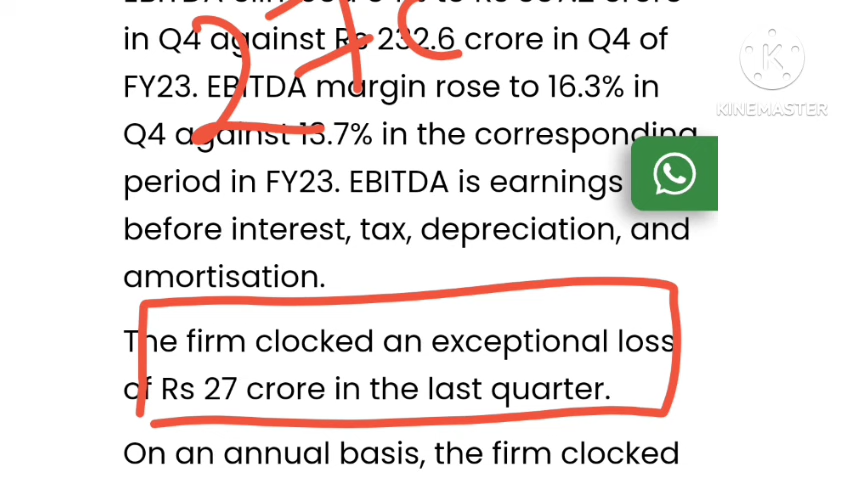 in Q4 against Rs 232.6 crore in Q4 of
FY23. EBITDA margin rose to 16.3% in
Q4 against 13.7% in the corresponding
period in FY23. EBITDA is earnings
before interest, tax, depreciation, and
amortisation.
The firm clocked an exceptional loss
of Rs 27 crore in the last quarter.
On an annual basis, the firm clocked
27 C
KINEMASTER